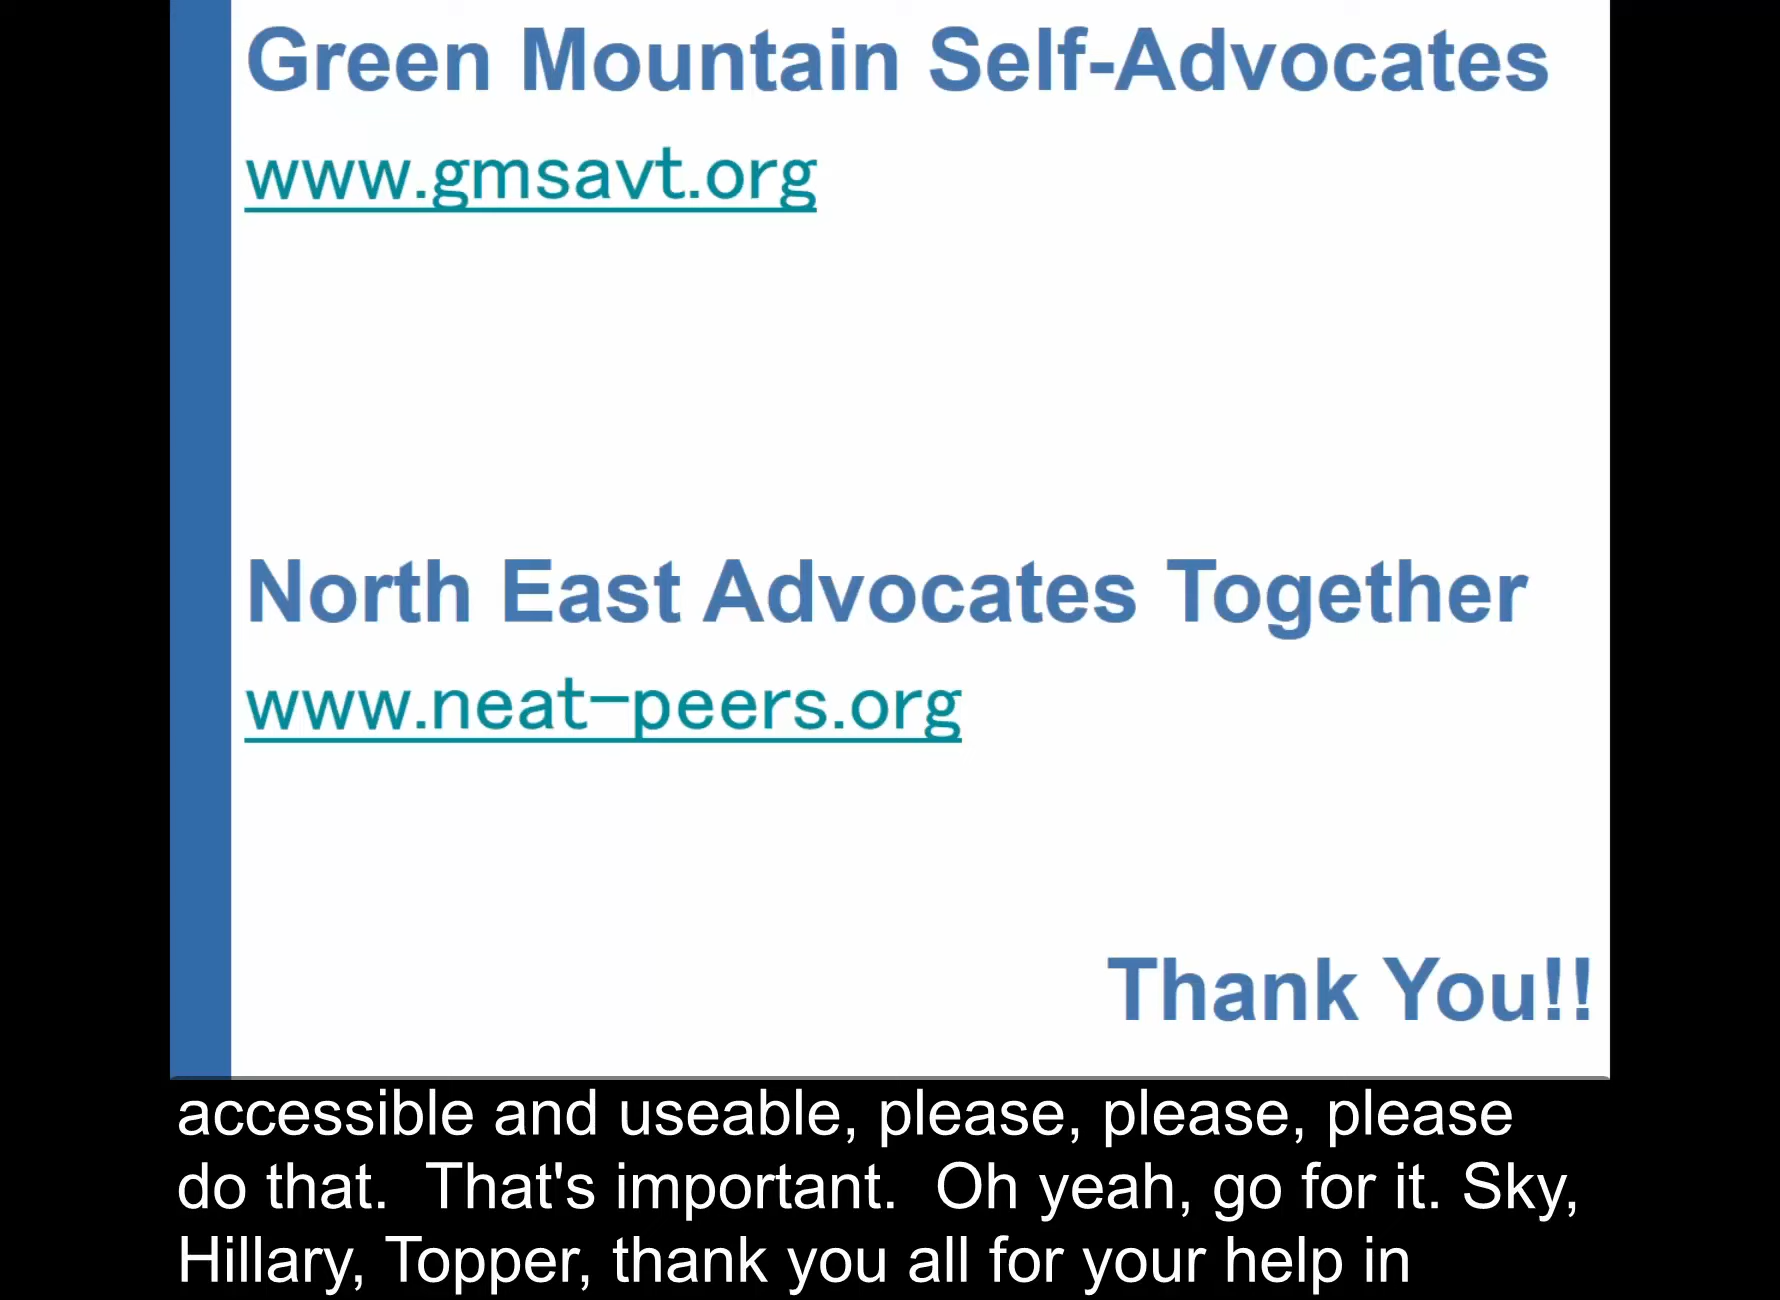 Green Mountain Self-Advocates
www.gmsavt.org
North East Advocates Together
www.neat-peers.org
Thank You!!
accessible and useable, please, please, please
do that.  That's important.  Oh yeah, go for it. Sky,
Hillary, Topper, thank you all for your help in